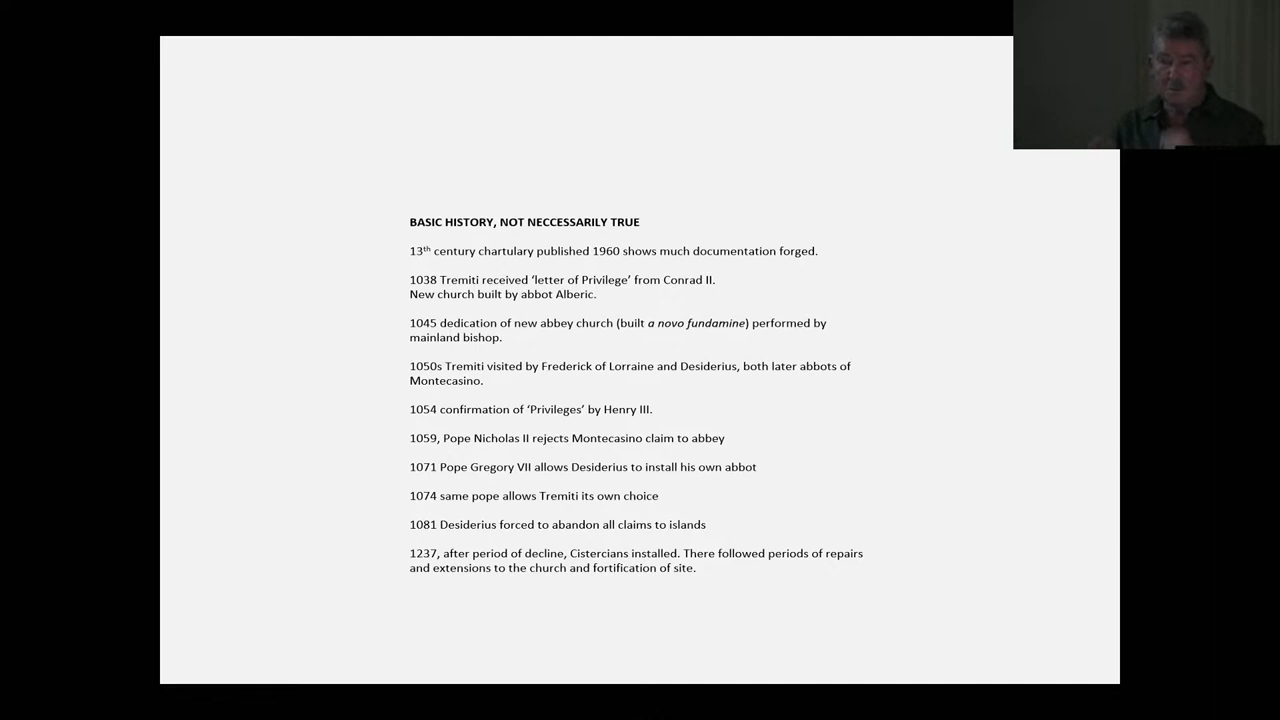 BASIC HISTORY, NOT NECCESSARILY TRUE
13th century chartulary published 1960 shows much documentation forged.
1038 Tremiti received ‘letter of Privilege’ from Conrad II.
New church built by abbot Alberic.
1045 dedication of new abbey church (built a novo fundamine) performed by
mainland bishop.
1050s Tremiti visited by Frederick of Lorraine and Desiderius, both later abbots of
Montecasino.
1054 confirmation of ‘Privileges’ by Henry III.
1059, Pope Nicholas II rejects Montecasino claim to abbey
1071 Pope Gregory VII allows Desiderius to install his own abbot
1074 same pope allows Tremiti its own choice
1081 Desiderius forced to abandon all claims to islands
1237, after period of decline, Cistercians installed. There followed periods of repairs
and extensions to the church and fortification of site.